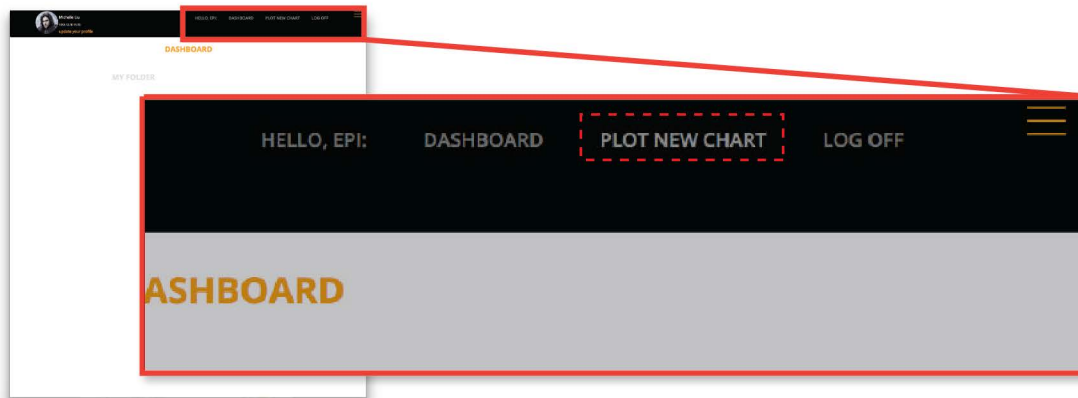 Michelle Liu
update your profile
HELLO, EPI: DASHBOARD PLOT NEW CHART LOG OFF
DASHBOARD
MY FOLDER
HELLO, EPI: DASHBOARD PLOT NEW CHART LOG OFF
ASHBOARD